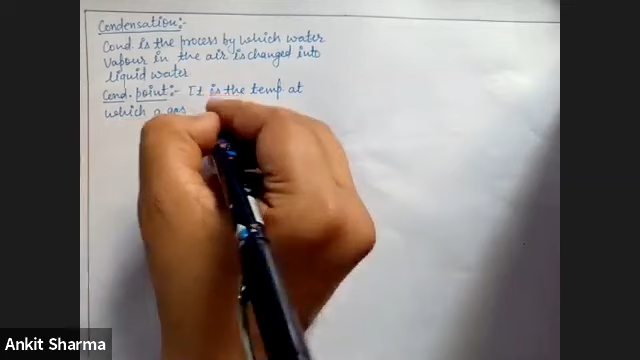 Condensation:-
Cond. is the process by which water
vapour in the air is changed into
liquid water
Cond. point:- It is the temp at
which a gas
Ankit Sharma